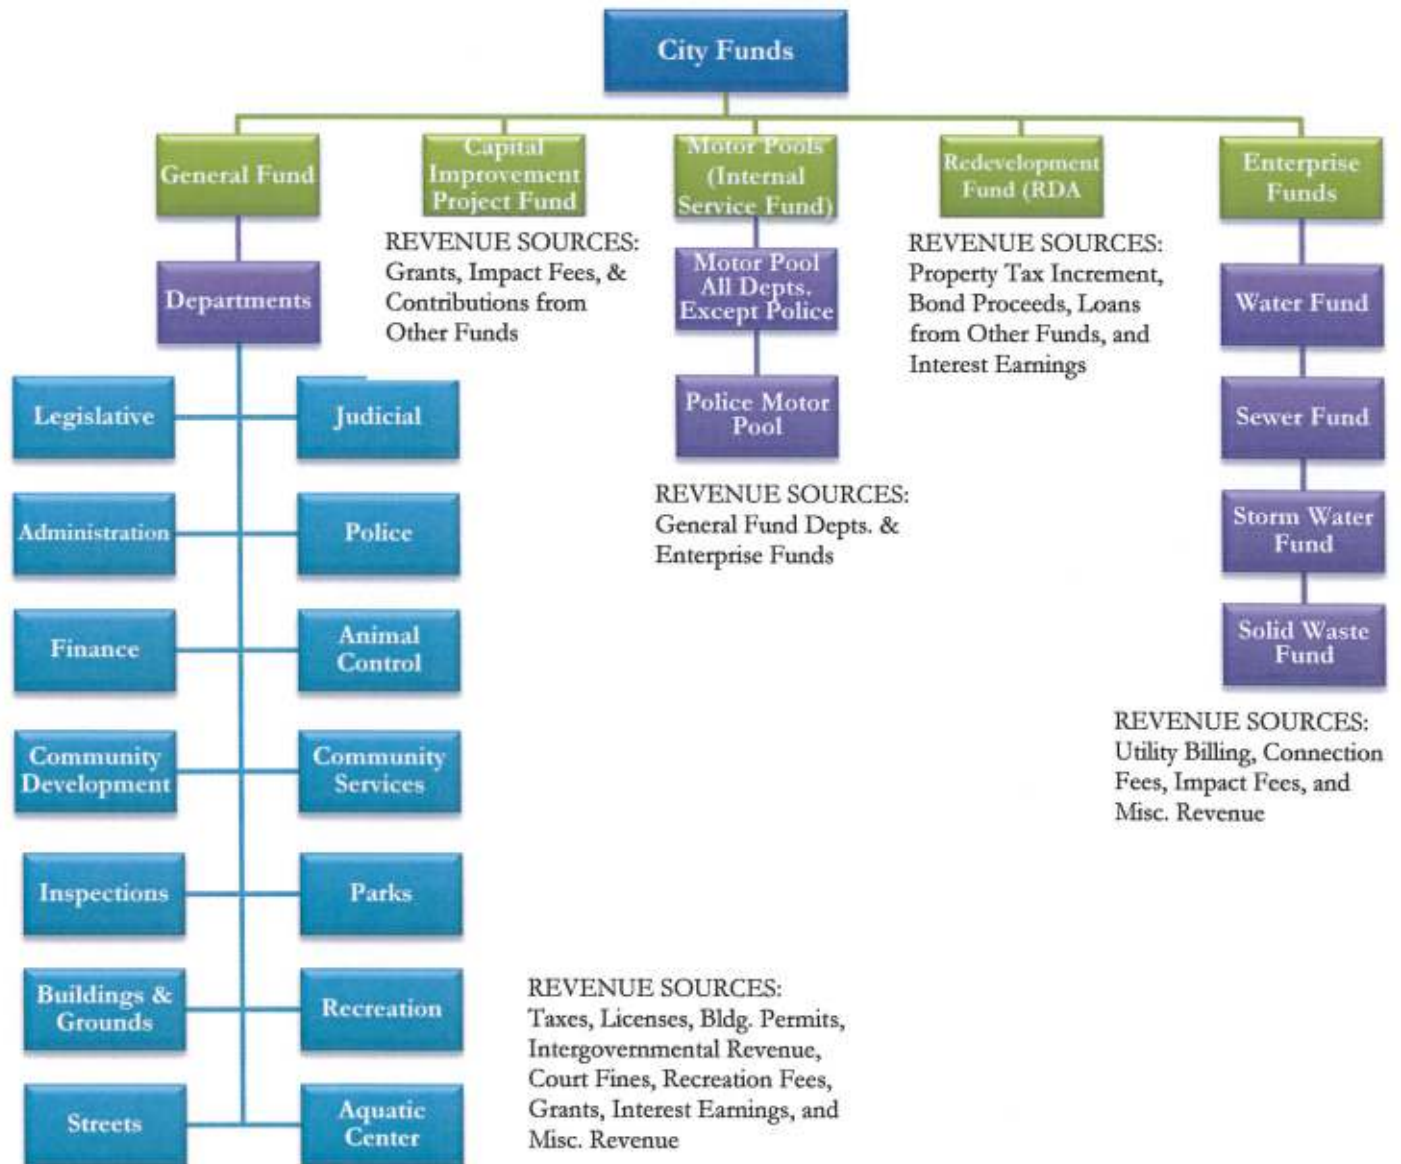 City Funds
General Fund
Capital
Improvement
Project Fund
REVENUE SOURCES:
Grants, Impact Fees, &
Contributions from
Other Funds
Motor Pools
(Internal
Service Fund)
Motor Pool
All Depts.
Except Police
Police Motor
Pool
REVENUE SOURCES:
General Fund Depts. &
Enterprise Funds
Redevelopment
Fund (RDA
REVENUE SOURCES:
Property Tax Increment,
Bond Proceeds, Loans
from Other Funds, and
Interest Earnings
Enterprise
Funds
Water Fund
Sewer Fund
Storm Water
Fund
Solid Waste
Fund
REVENUE SOURCES:
Utility Billing, Connection
Fees, Impact Fees, and
Misc. Revenue
Departments
Legislative
Judicial
Administration
Police
Finance
Animal
Control
Community
Development
Community
Services
Inspections
Parks
Buildings &
Grounds
Recreation
Streets
Aquatic
Center
REVENUE SOURCES:
Taxes, Licenses, Bldg. Permits,
Intergovernmental Revenue,
Court Fines, Recreation Fees,
Grants, Interest Earnings, and
Misc. Revenue